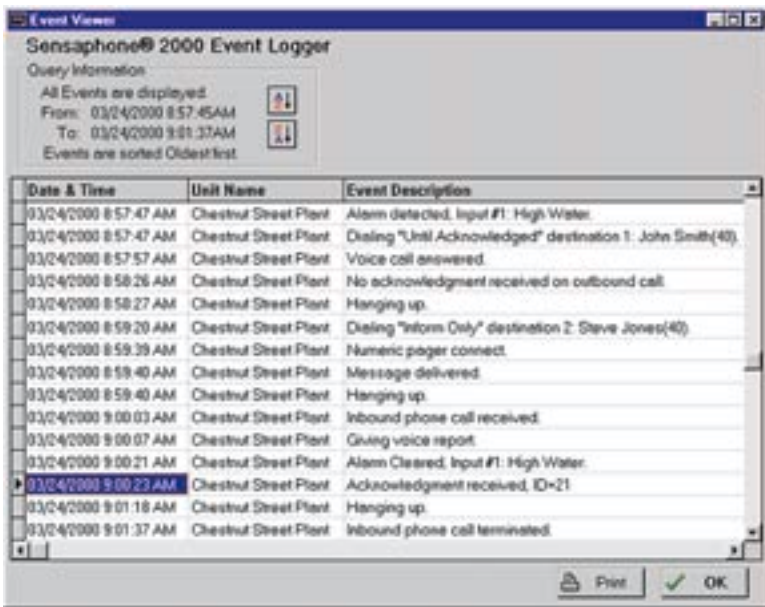 Event Viewer
Sensaphone® 2000 Event Logger
Query Information
All Events are displayed
From: 03/24/2000 8:57:45AM
To: 03/24/2000 9:01:37AM
Events are sorted Oldest first
Date & Time Unit Name Event Description
03/24/2000 8:57:47 AM Chestnut Street Plant Alarm detected, Input #1: High Water.
03/24/2000 8:57:47 AM Chestnut Street Plant Dialing "Until Acknowledged" destination 1: John Smith(40).
03/24/2000 8:57:57 AM Chestnut Street Plant Voice call answered.
03/24/2000 8:58:26 AM Chestnut Street Plant No acknowledgment received on outbound call.
03/24/2000 8:58:27 AM Chestnut Street Plant Hanging up.
03/24/2000 8:59:20 AM Chestnut Street Plant Dialing "Inform Only" destination 2: Steve Jones(40).
03/24/2000 8:59:39 AM Chestnut Street Plant Numeric pager connect.
03/24/2000 8:59:40 AM Chestnut Street Plant Message delivered.
03/24/2000 8:59:40 AM Chestnut Street Plant Hanging up.
03/24/2000 9:00:03 AM Chestnut Street Plant Inbound phone call received.
03/24/2000 9:00:07 AM Chestnut Street Plant Giving voice report.
03/24/2000 9:00:21 AM Chestnut Street Plant Alarm Cleared, Input #1: High Water.
03/24/2000 9:00:23 AM Chestnut Street Plant Acknowledgment received, ID=21
03/24/2000 9:01:18 AM Chestnut Street Plant Hanging up.
03/24/2000 9:01:37 AM Chestnut Street Plant Inbound phone call terminated.
Print OK